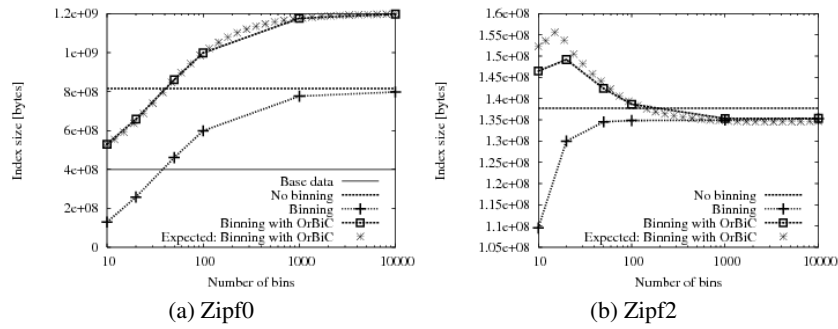 1.2e+09
1e+09
8e+08
6e+08
4e+08
2e+08
0
Index size [bytes]
Base data
No binning
Binning
Binning with OrBiC
Expected: Binning with OrBiC
10 100 1000 10000
Number of bins
(a) Zipf0
1.6e+08
1.55e+08
1.5e+08
1.45e+08
1.4e+08
1.35e+08
1.3e+08
1.25e+08
1.2e+08
1.15e+08
1.1e+08
1.05e+08
Index size [bytes]
No binning
Binning
Binning with OrBiC
Expected: Binning with OrBiC
10 100 1000 10000
Number of bins
(b) Zipf2